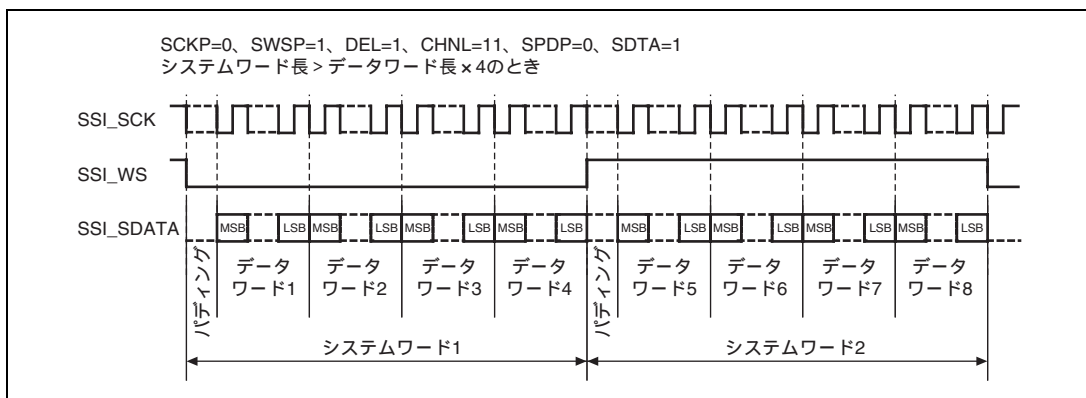 SCKP=0、SWSP=1、DEL=1、CHNL=11、SPDP=0、SDTA=1
システムワード長 > データワード長×4のとき
SSI_SCK
SSI_WS
SSI_SDATA
MSB LSB MSB LSB MSB LSB MSB LSB MSB LSB MSB LSB MSB LSB MSB LSB
パディング
データ
ワード1
データ
ワード2
データ
ワード3
データ
ワード4
パディング
データ
ワード5
データ
ワード6
データ
ワード7
データ
ワード8
システムワード1
システムワード2